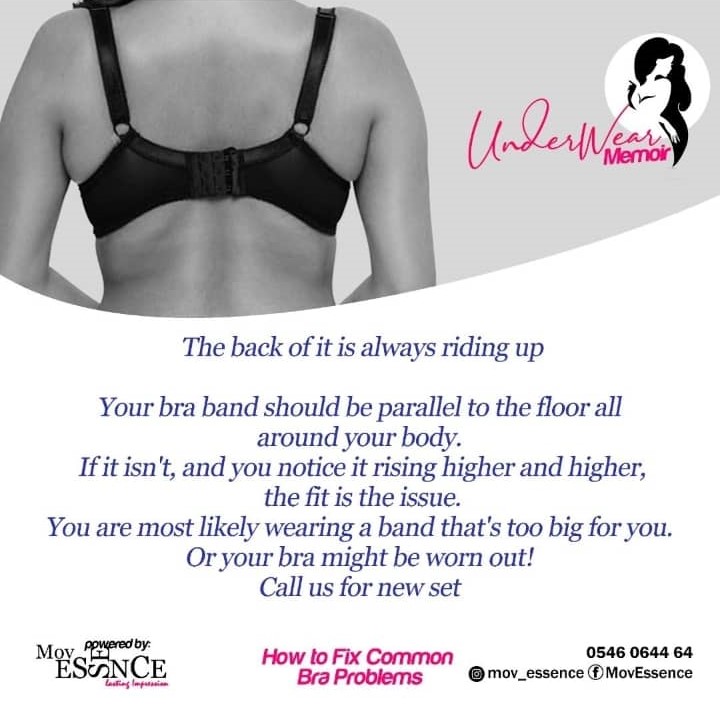 UnderWear
Memoir
The back of it is always riding up
Your bra band should be parallel to the floor all
around your body.
If it isn't, and you notice it rising higher and higher,
the fit is the issue.
You are most likely wearing a band that's too big for you.
Or your bra might be worn out!
Call us for new set
powered by:
Mov ESSENCE
lasting Impression
How to Fix Common
Bra Problems
0546 0644 64
mov_essence MovEssence